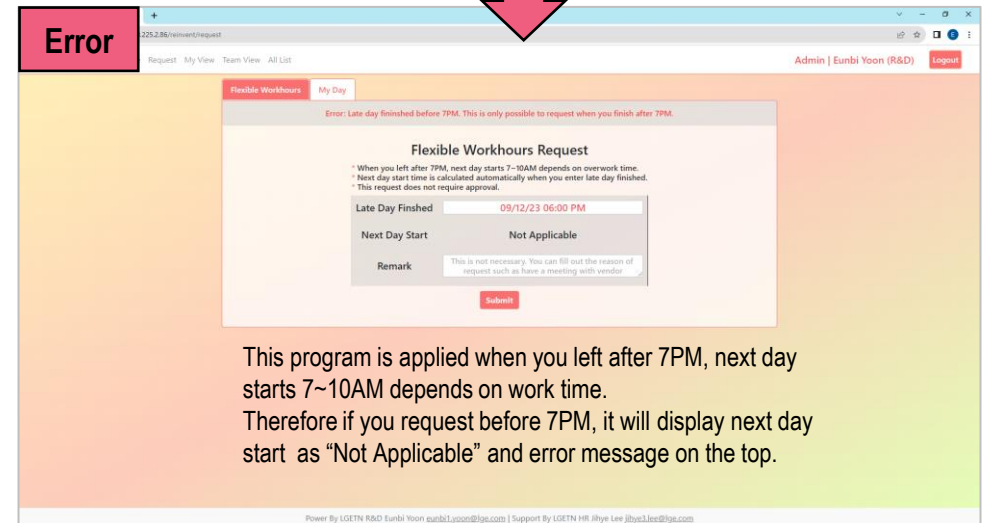 Error
.225.2.86/reinvent/request
Request My View Team View All List
Admin | Eunbi Yoon (R&D) Logout
Flexible Workhours My Day
Error: Late day fininshed before 7PM. This is only possible to request when you finish after 7PM.
Flexible Workhours Request
* When you left after 7PM, next day starts 7~10AM depends on overwork time.
* Next day start time is calculated automatically when you enter late day finished.
* This request does not require approval.
Late Day Finshed 09/12/23 06:00 PM
Next Day Start Not Applicable
Remark This is not necessary. You can fill out the reason of
request such as have a meeting with vendor
Submit
This program is applied when you left after 7PM, next day
starts 7~10AM depends on work time.
Therefore if you request before 7PM, it will display next day
start as “Not Applicable” and error message on the top.
Power By LGETN R&D Eunbi Yoon eunbi1.yoon@lge.com | Support By LGETN HR Jihye Lee jihye3.lee@lge.com